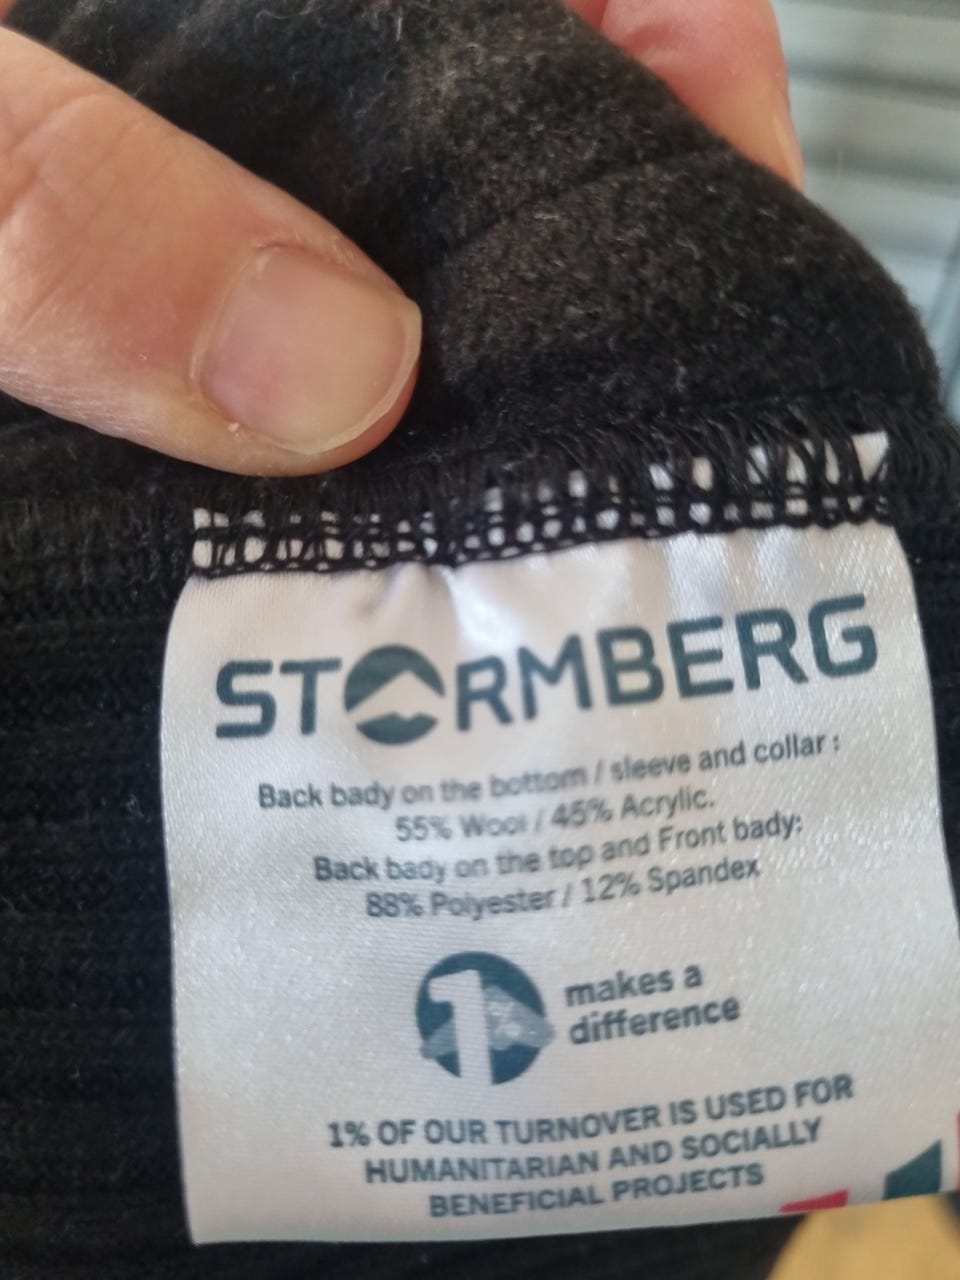 STORMBERG
Back bady on the bottom / sleeve and collar :
55% Wool / 45% Acrylic.
Back bady on the top and Front bady:
88% Polyester / 12% Spandex
1 makes a
difference
1% OF OUR TURNOVER IS USED FOR
HUMANITARIAN AND SOCIALLY
BENEFICIAL PROJECTS